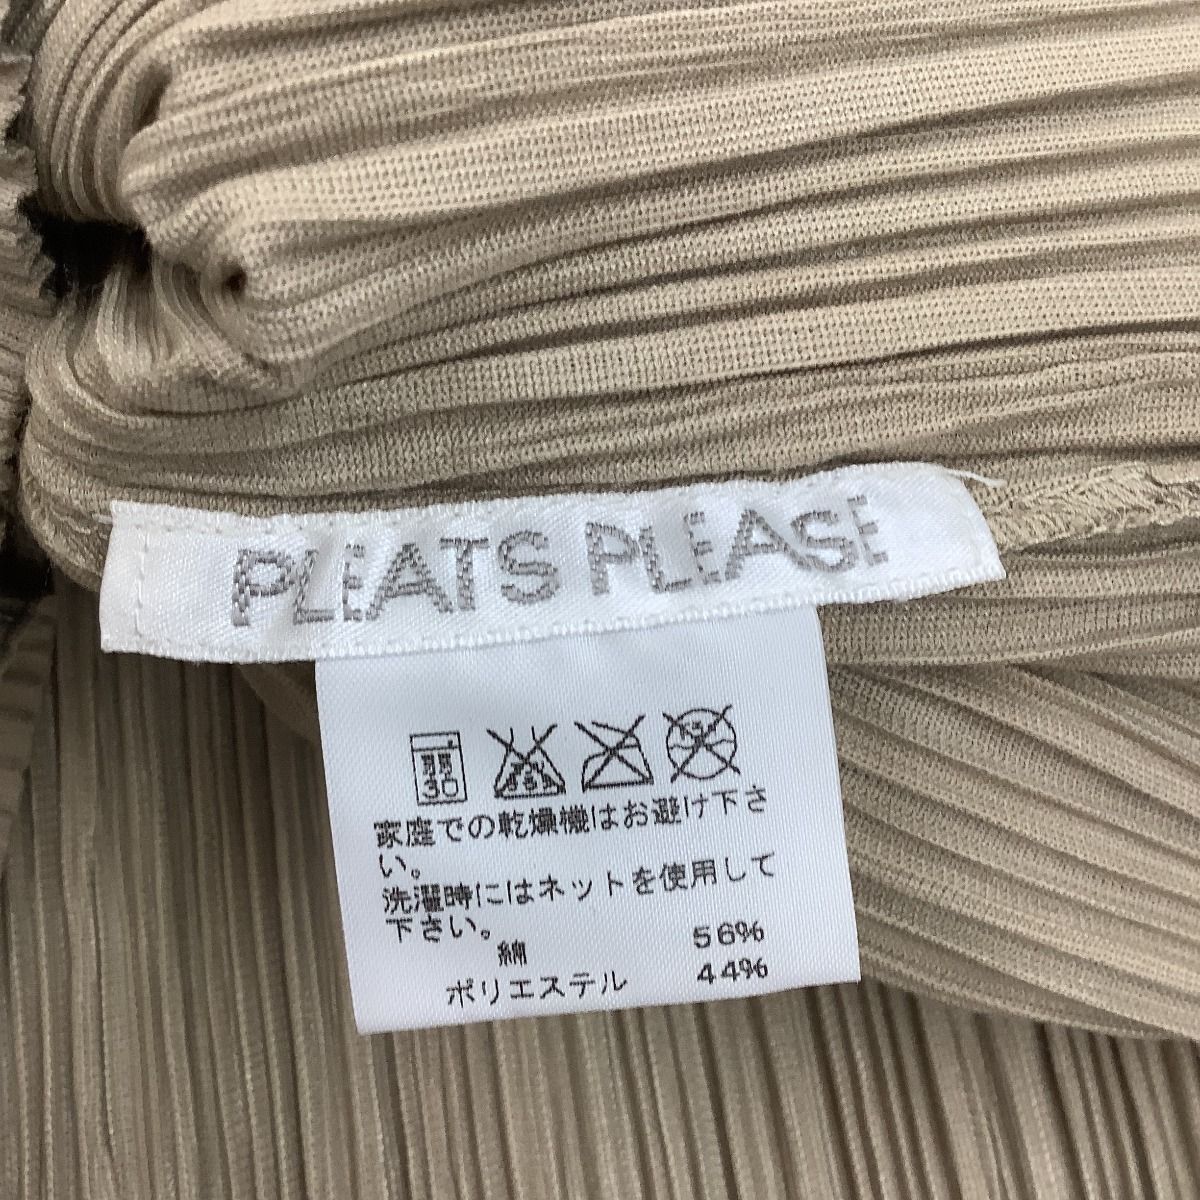 PLEATS PLEASE
弱
30
家庭での乾燥機はお避け下さ
い。
洗濯時にはネットを使用して
下さい。
綿 56%
ポリエステル 44%